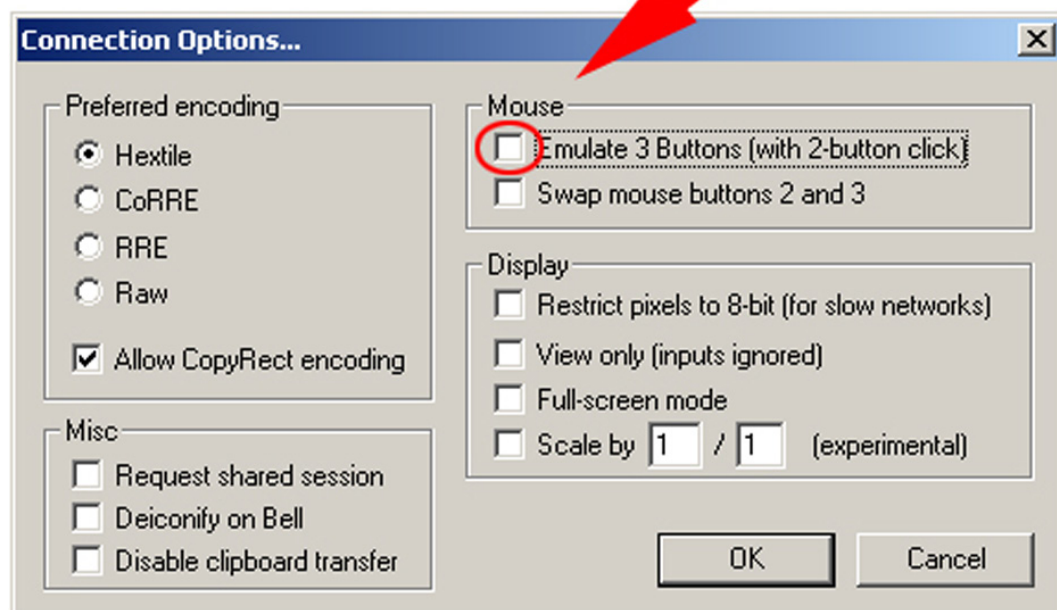 Connection Options...
Preferred encoding
Hextile
CoRRE
RRE
Raw
Allow CopyRect encoding
Misc
Request shared session
Deiconify on Bell
Disable clipboard transfer
Mouse
Emulate 3 Buttons (with 2-button click)
Swap mouse buttons 2 and 3
Display
Restrict pixels to 8-bit (for slow networks)
View only (inputs ignored)
Full-screen mode
Scale by 1 / 1 (experimental)
OK Cancel